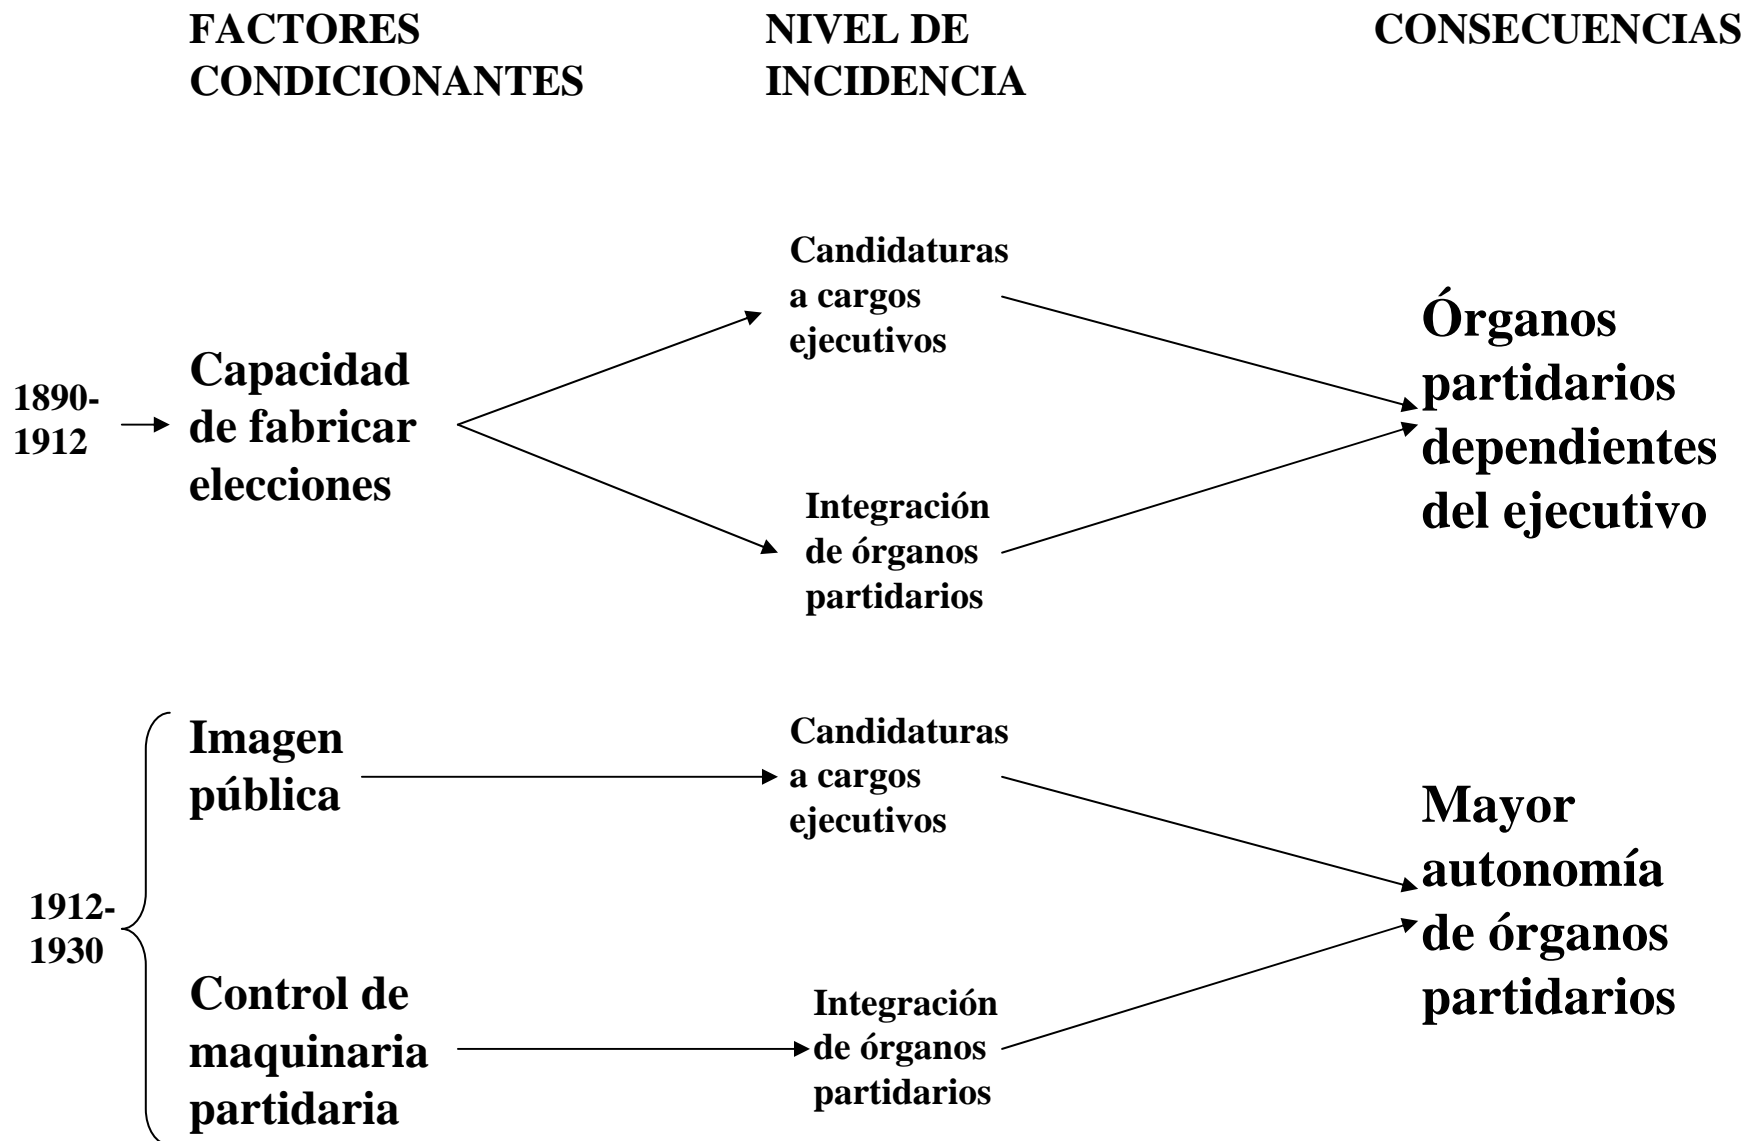 FACTORES
CONDICIONANTES
NIVEL DE
INCIDENCIA
CONSECUENCIAS
1890-
1912
Capacidad
de fabricar
elecciones
Candidaturas
a cargos
ejecutivos
Integración
de órganos
partidarios
Órganos
partidarios
dependientes
del ejecutivo
1912-
1930
Imagen
pública
Candidaturas
a cargos
ejecutivos
Control de
maquinaria
partidaria
Integración
de órganos
partidarios
Mayor
autonomía
de órganos
partidarios